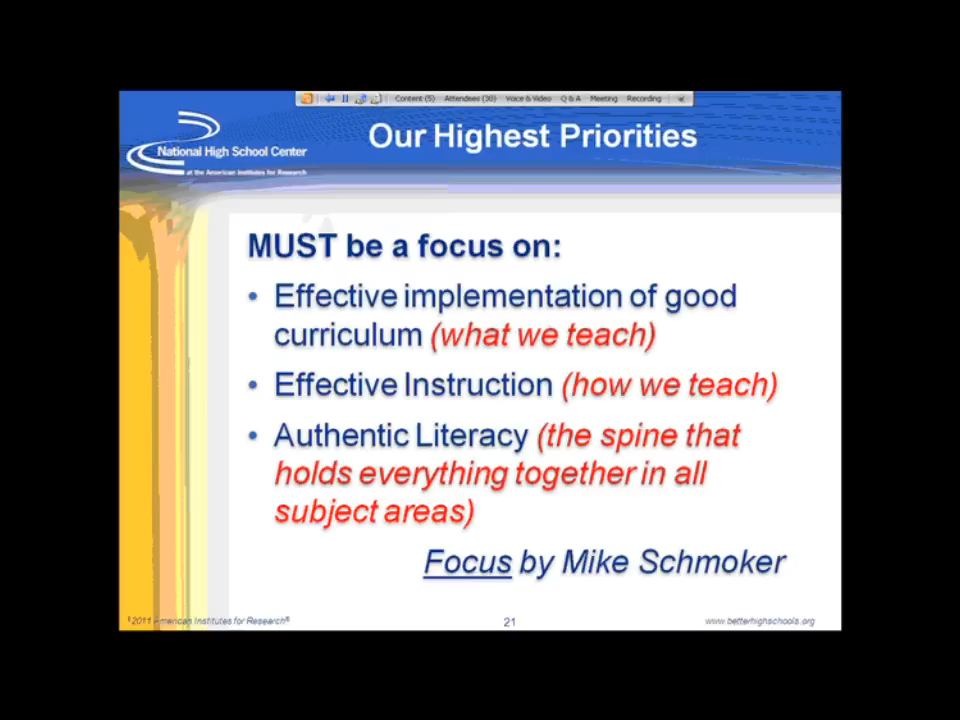 Content (5) Attendees (30) Voice & Video Q & A Meeting Recording
Our Highest Priorities
National High School Center
at the American Institutes for Research
MUST be a focus on:
• Effective implementation of good
curriculum (what we teach)
• Effective Instruction (how we teach)
• Authentic Literacy (the spine that
holds everything together in all
subject areas)
Focus by Mike Schmoker
2011 American Institutes for Research®
21
www.betterhighschools.org